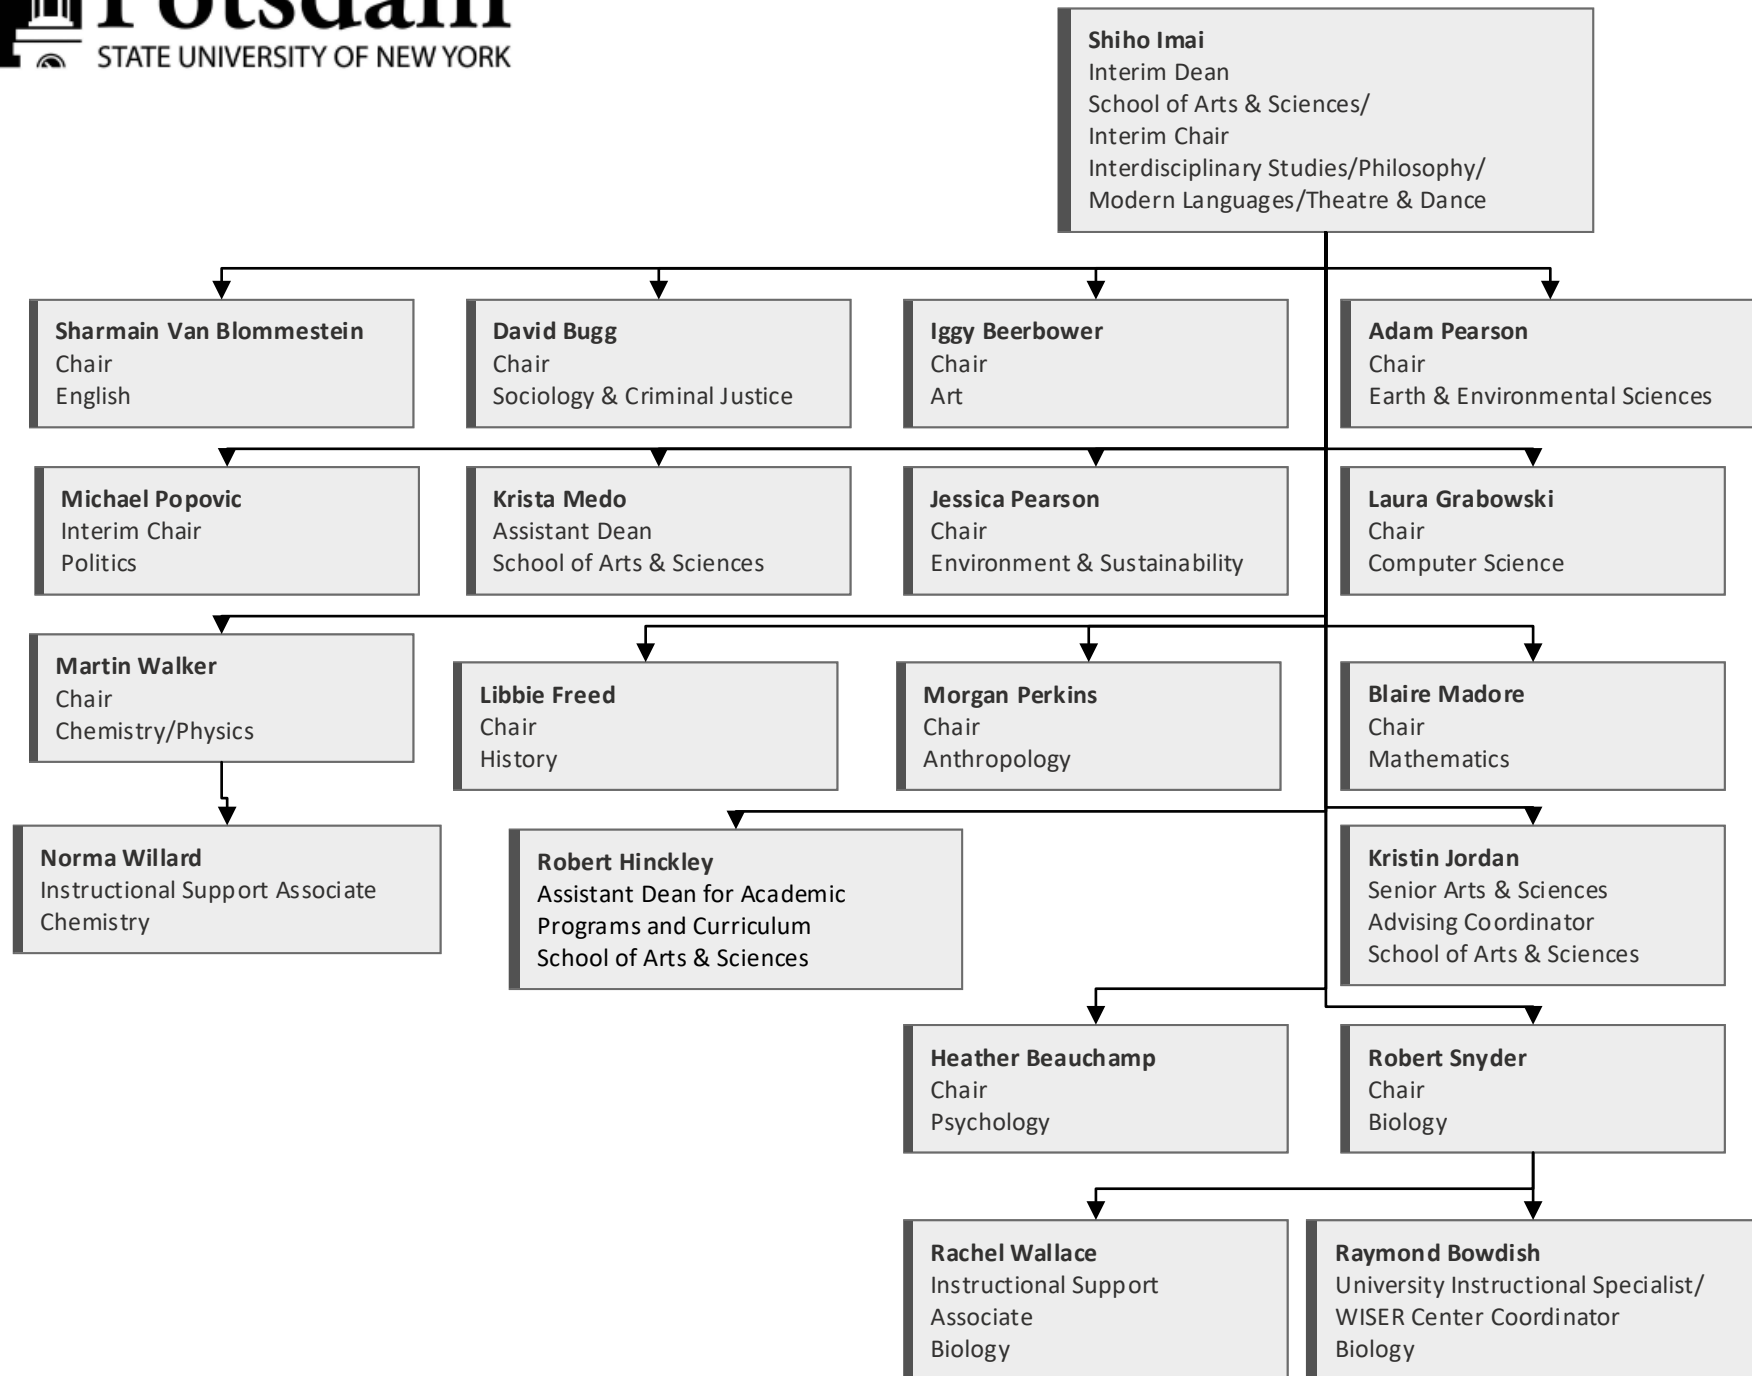 Potsdam
STATE UNIVERSITY OF NEW YORK
Shiho Imai
Interim Dean
School of Arts & Sciences/
Interim Chair
Interdisciplinary Studies/Philosophy/
Modern Languages/Theatre & Dance
Sharmain Van Blommestein
Chair
English
David Bugg
Chair
Sociology & Criminal Justice
Iggy Beerbower
Chair
Art
Adam Pearson
Chair
Earth & Environmental Sciences
Michael Popovic
Interim Chair
Politics
Krista Medo
Assistant Dean
School of Arts & Sciences
Jessica Pearson
Chair
Environment & Sustainability
Laura Grabowski
Chair
Computer Science
Martin Walker
Chair
Chemistry/Physics
Libbie Freed
Chair
History
Morgan Perkins
Chair
Anthropology
Blaire Madore
Chair
Mathematics
Norma Willard
Instructional Support Associate
Chemistry
Robert Hinckley
Assistant Dean for Academic
Programs and Curriculum
School of Arts & Sciences
Kristin Jordan
Senior Arts & Sciences
Advising Coordinator
School of Arts & Sciences
Heather Beauchamp
Chair
Psychology
Robert Snyder
Chair
Biology
Rachel Wallace
Instructional Support
Associate
Biology
Raymond Bowdish
University Instructional Specialist/
WISER Center Coordinator
Biology